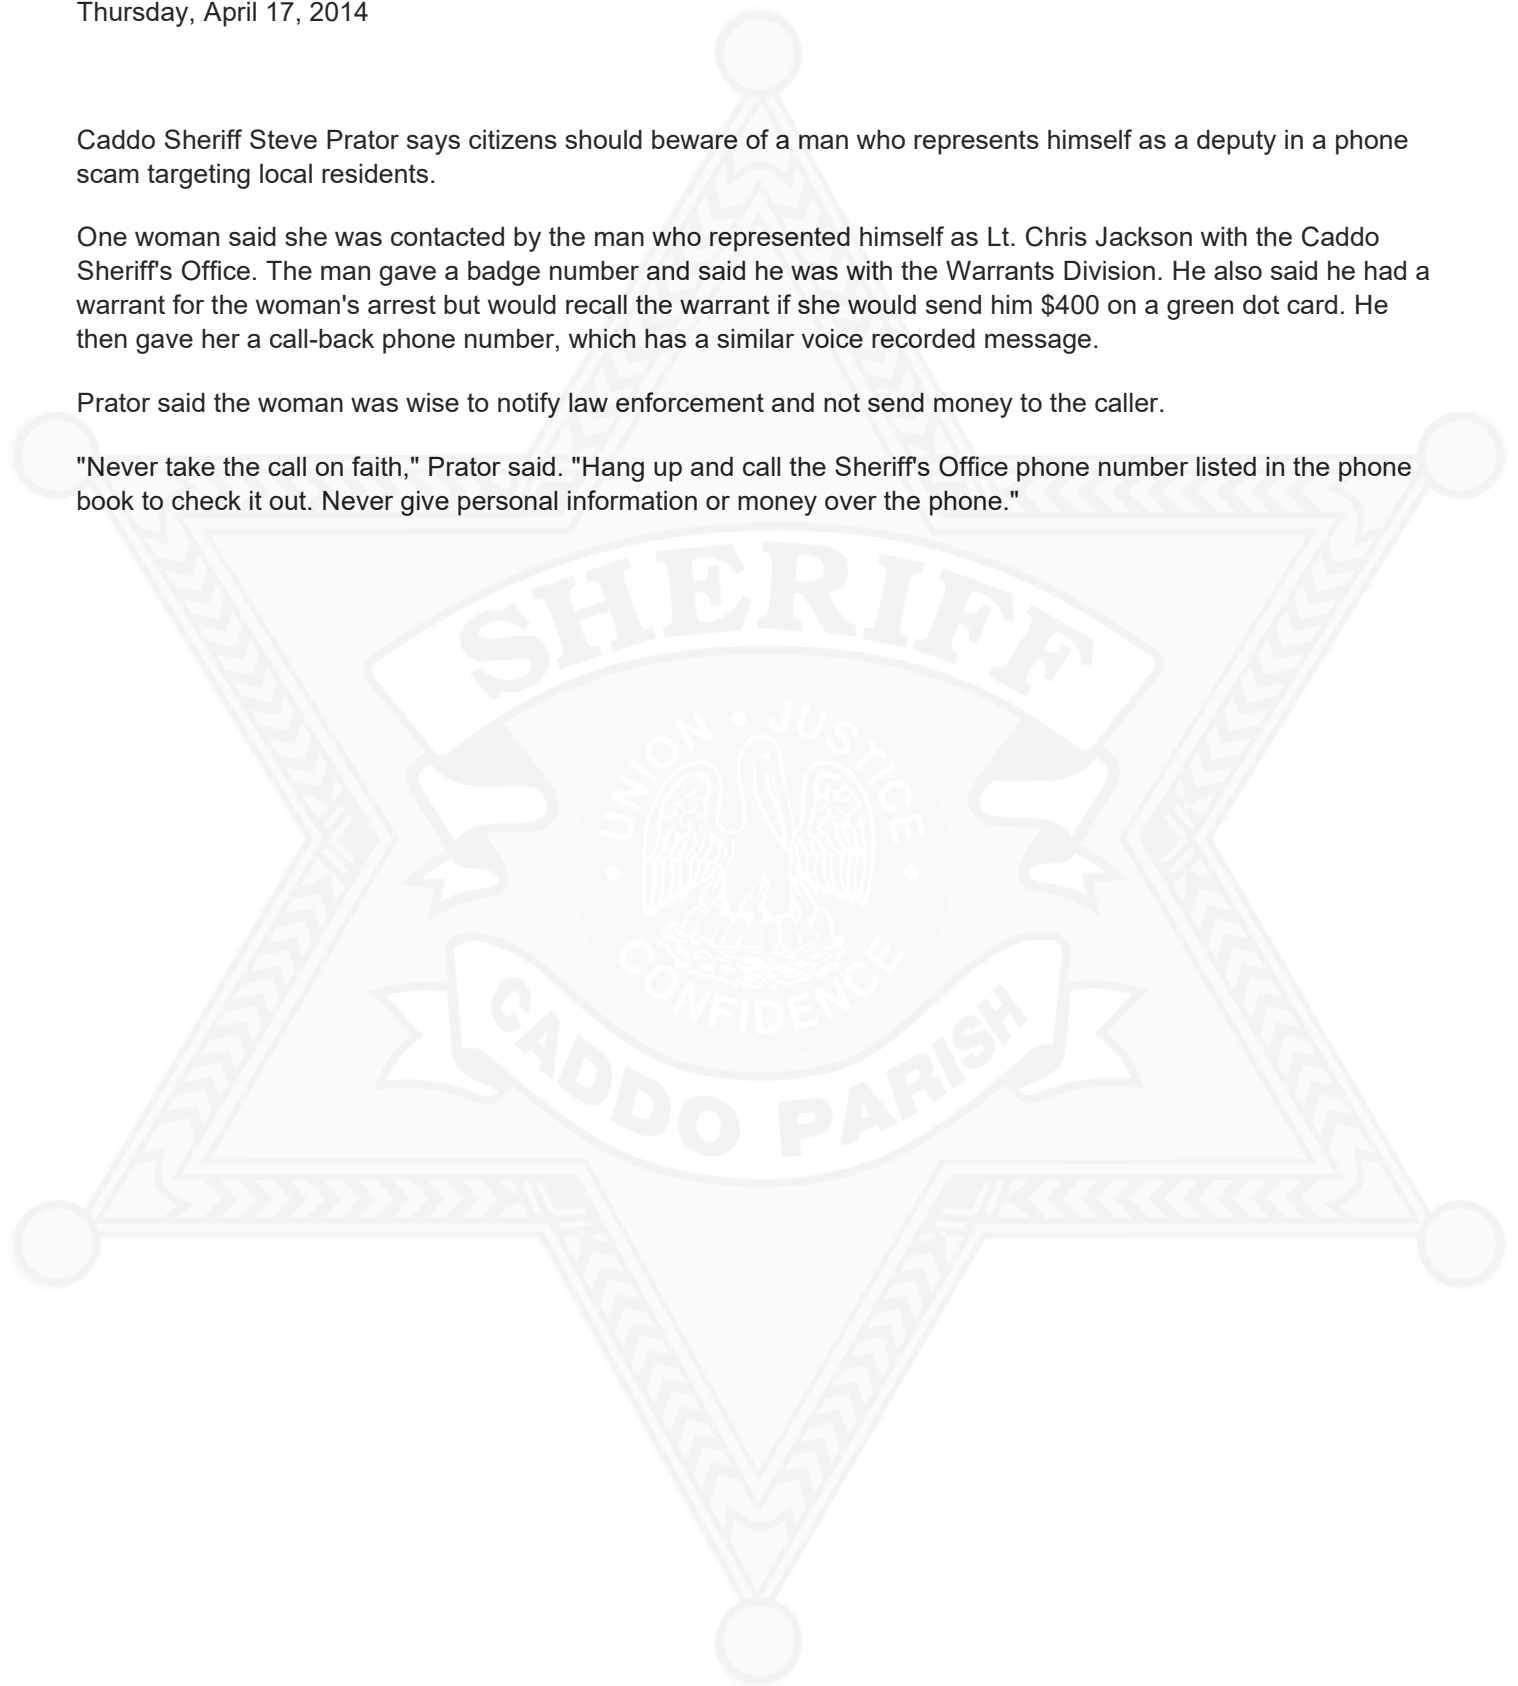 Thursday, April 17, 2014
Caddo Sheriff Steve Prator says citizens should beware of a man who represents himself as a deputy in a phone
scam targeting local residents.
One woman said she was contacted by the man who represented himself as Lt. Chris Jackson with the Caddo
Sheriff's Office. The man gave a badge number and said he was with the Warrants Division. He also said he had a
warrant for the woman's arrest but would recall the warrant if she would send him $400 on a green dot card. He
then gave her a call-back phone number, which has a similar voice recorded message.
Prator said the woman was wise to notify law enforcement and not send money to the caller.
"Never take the call on faith," Prator said. "Hang up and call the Sheriff's Office phone number listed in the phone
book to check it out. Never give personal information or money over the phone."
SHERIFF
UNION • JUSTICE
• CONFIDENCE •
CADDO PARISH